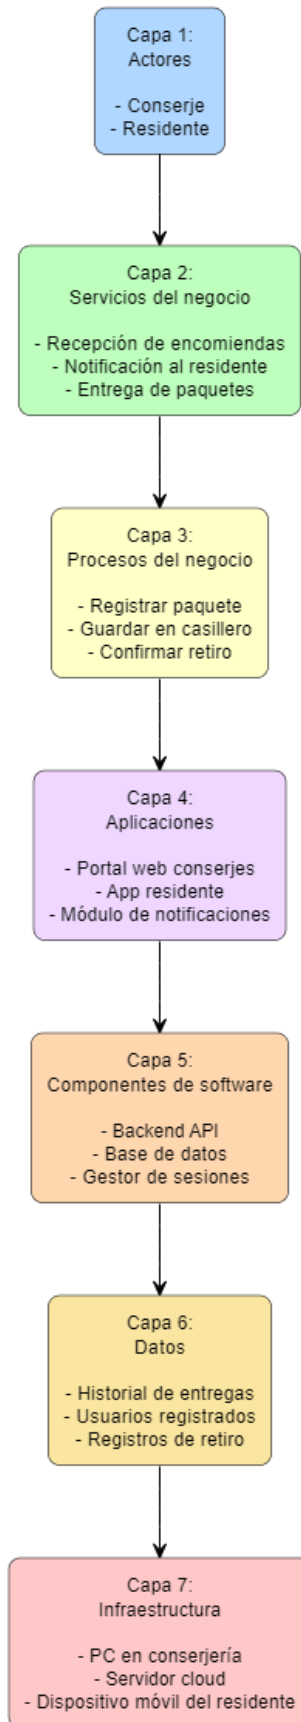 Capa 1:
Actores
- Conserje
- Residente
Capa 2:
Servicios del negocio
- Recepción de encomiendas
- Notificación al residente
- Entrega de paquetes
Capa 3:
Procesos del negocio
- Registrar paquete
- Guardar en casillero
- Confirmar retiro
Capa 4:
Aplicaciones
- Portal web conserjes
- App residente
- Módulo de notificaciones
Capa 5:
Componentes de software
- Backend API
- Base de datos
- Gestor de sesiones
Capa 6:
Datos
- Historial de entregas
- Usuarios registrados
- Registros de retiro
Capa 7:
Infraestructura
- PC en conserjería
- Servidor cloud
- Dispositivo móvil del residente